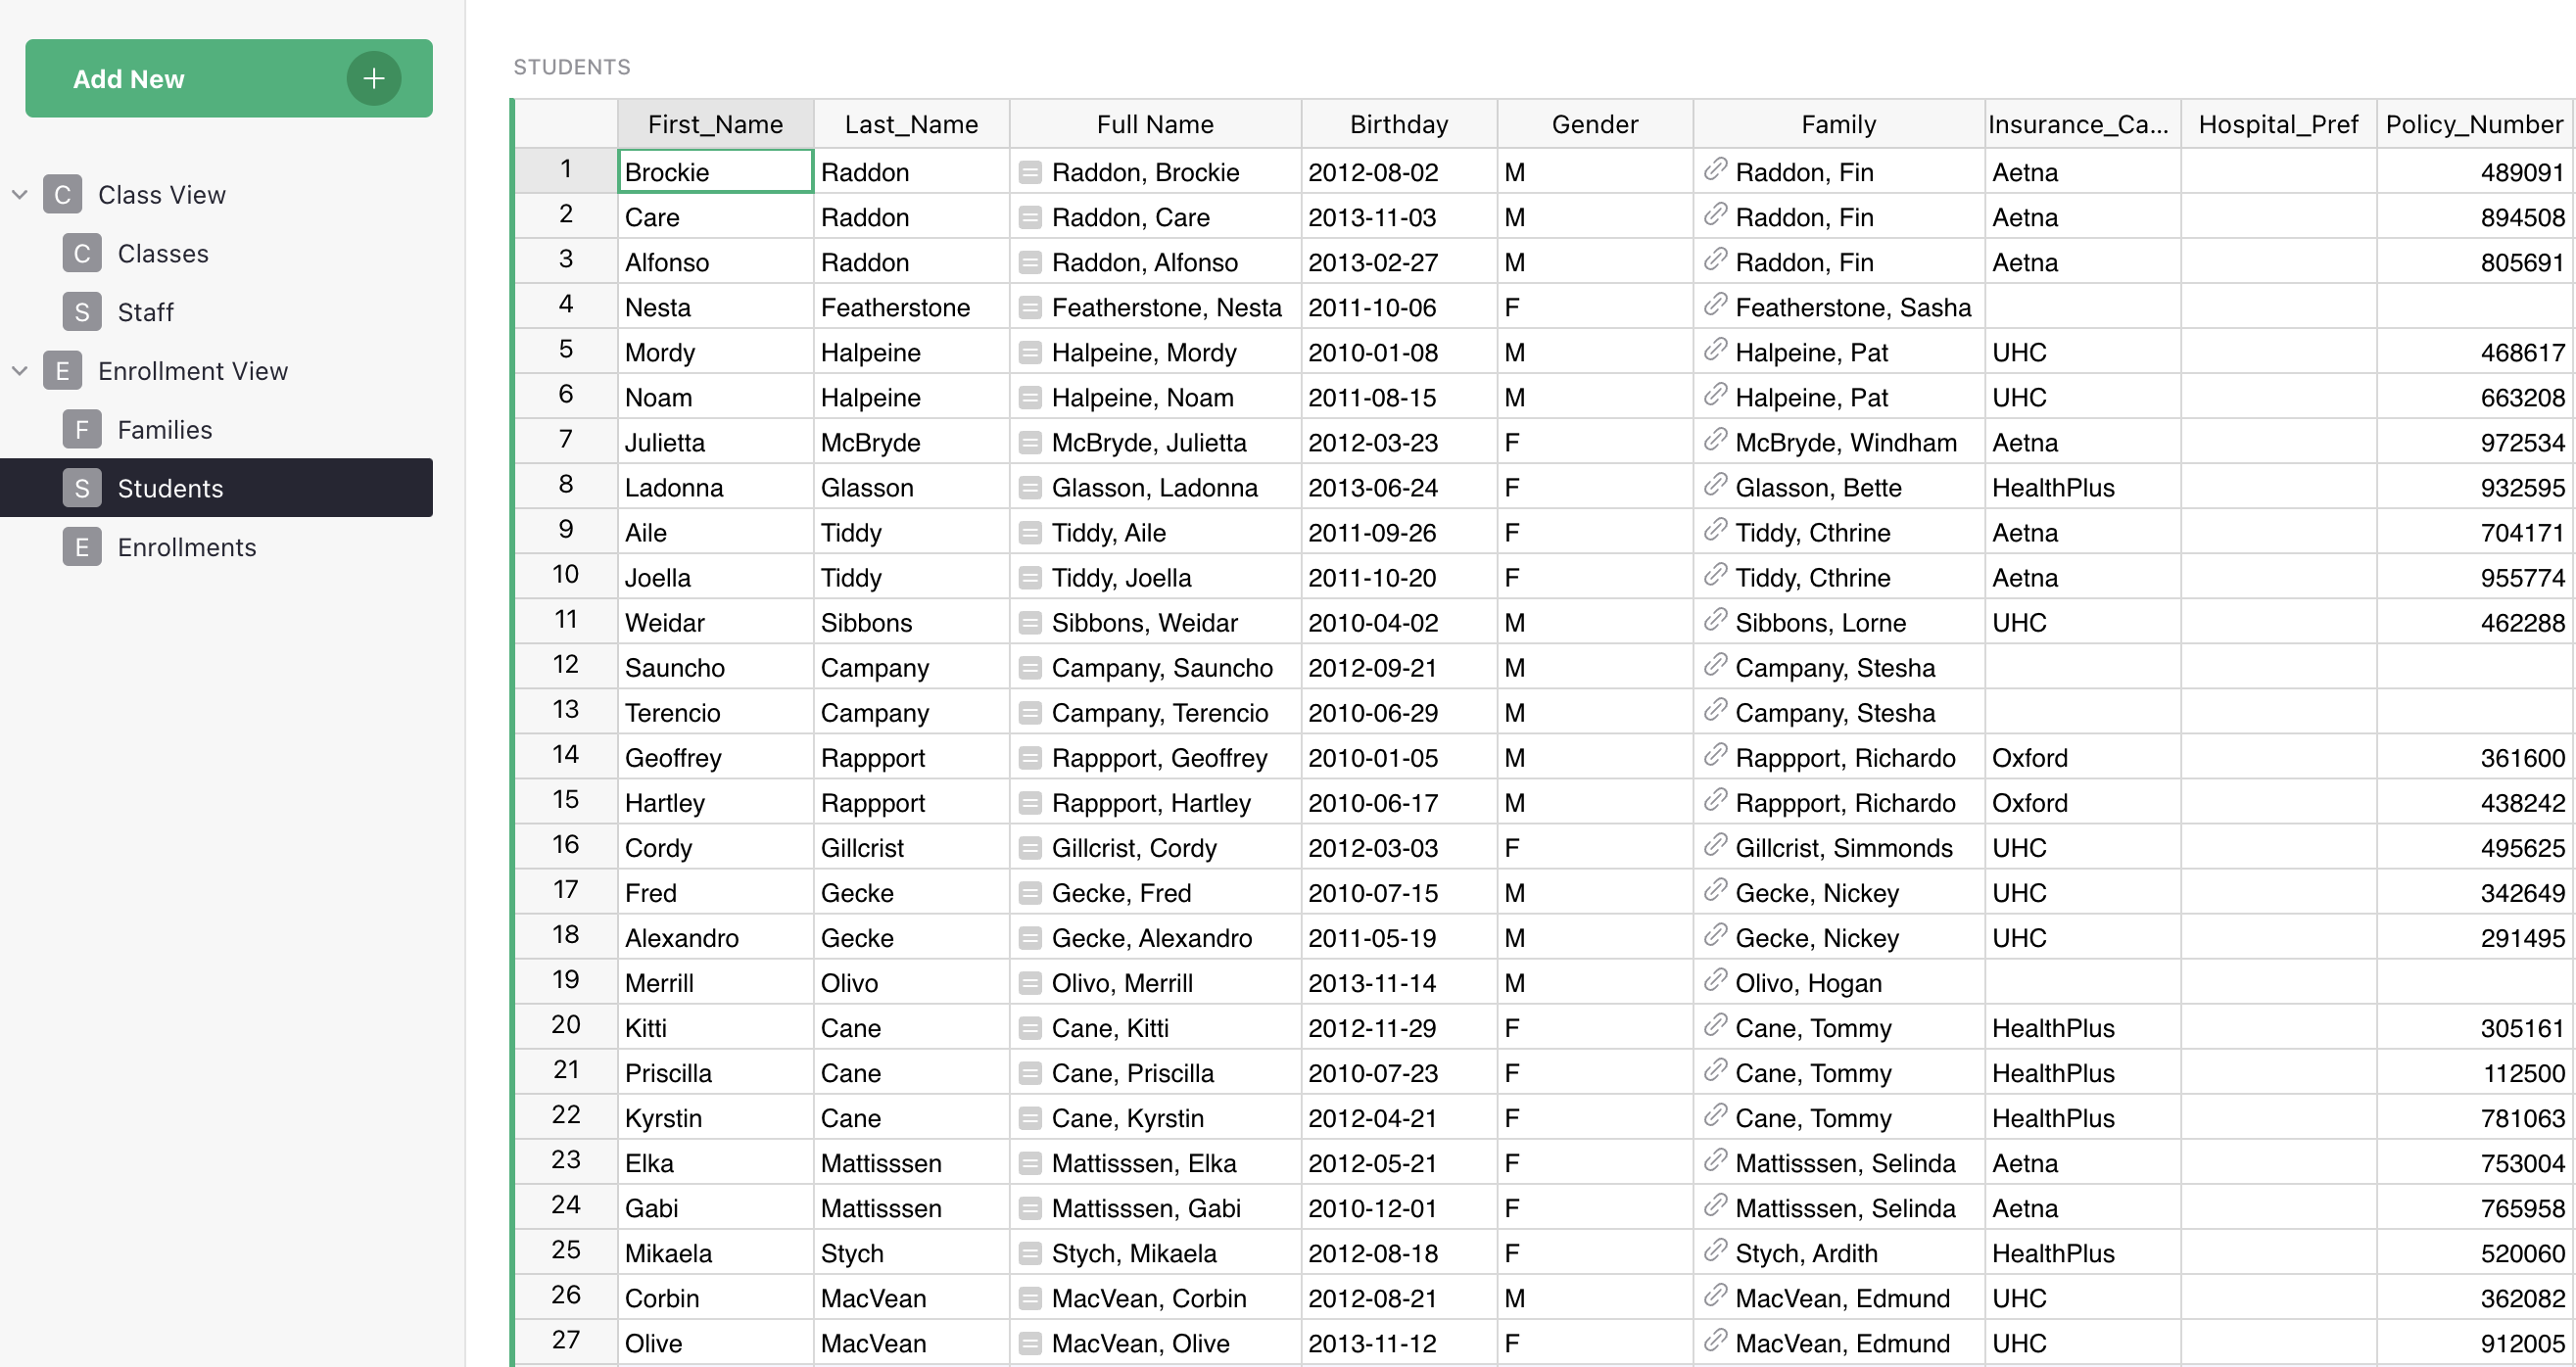 Add New
Class View
Classes
Staff
Enrollment View
Families
Students
Enrollments
STUDENTS
First_Name Last_Name Full Name Birthday Gender Family Insurance_Ca... Hospital_Pref Policy_Number
1 Brockie Raddon Raddon, Brockie 2012-08-02 M Raddon, Fin Aetna 489091
2 Care Raddon Raddon, Care 2013-11-03 M Raddon, Fin Aetna 894508
3 Alfonso Raddon Raddon, Alfonso 2013-02-27 M Raddon, Fin Aetna 805691
4 Nesta Featherstone Featherstone, Nesta 2011-10-06 F Featherstone, Sasha
5 Mordy Halpeine Halpeine, Mordy 2010-01-08 M Halpeine, Pat UHC 468617
6 Noam Halpeine Halpeine, Noam 2011-08-15 M Halpeine, Pat UHC 663208
7 Julietta McBryde McBryde, Julietta 2012-03-23 F McBryde, Windham Aetna 972534
8 Ladonna Glasson Glasson, Ladonna 2013-06-24 F Glasson, Bette HealthPlus 932595
9 Aile Tiddy Tiddy, Aile 2011-09-26 F Tiddy, Cthrine Aetna 704171
10 Joella Tiddy Tiddy, Joella 2011-10-20 F Tiddy, Cthrine Aetna 955774
11 Weidar Sibbons Sibbons, Weidar 2010-04-02 M Sibbons, Lorne UHC 462288
12 Sauncho Campany Campany, Sauncho 2012-09-21 M Campany, Stesha
13 Terencio Campany Campany, Terencio 2010-06-29 M Campany, Stesha
14 Geoffrey Rappport Rappport, Geoffrey 2010-01-05 M Rappport, Richardo Oxford 361600
15 Hartley Rappport Rappport, Hartley 2010-06-17 M Rappport, Richardo Oxford 438242
16 Cordy Gillcrist Gillcrist, Cordy 2012-03-03 F Gillcrist, Simmonds UHC 495625
17 Fred Gecke Gecke, Fred 2010-07-15 M Gecke, Nickey UHC 342649
18 Alexandro Gecke Gecke, Alexandro 2011-05-19 M Gecke, Nickey UHC 291495
19 Merrill Olivo Olivo, Merrill 2013-11-14 M Olivo, Hogan
20 Kitti Cane Cane, Kitti 2012-11-29 F Cane, Tommy HealthPlus 305161
21 Priscilla Cane Cane, Priscilla 2010-07-23 F Cane, Tommy HealthPlus 112500
22 Kyrstin Cane Cane, Kyrstin 2012-04-21 F Cane, Tommy HealthPlus 781063
23 Elka Mattisssen Mattisssen, Elka 2012-05-21 F Mattisssen, Selinda Aetna 753004
24 Gabi Mattisssen Mattisssen, Gabi 2010-12-01 F Mattisssen, Selinda Aetna 765958
25 Mikaela Stych Stych, Mikaela 2012-08-18 F Stych, Ardith HealthPlus 520060
26 Corbin MacVean MacVean, Corbin 2012-08-21 M MacVean, Edmund UHC 362082
27 Olive MacVean MacVean, Olive 2013-11-12 F MacVean, Edmund UHC 912005